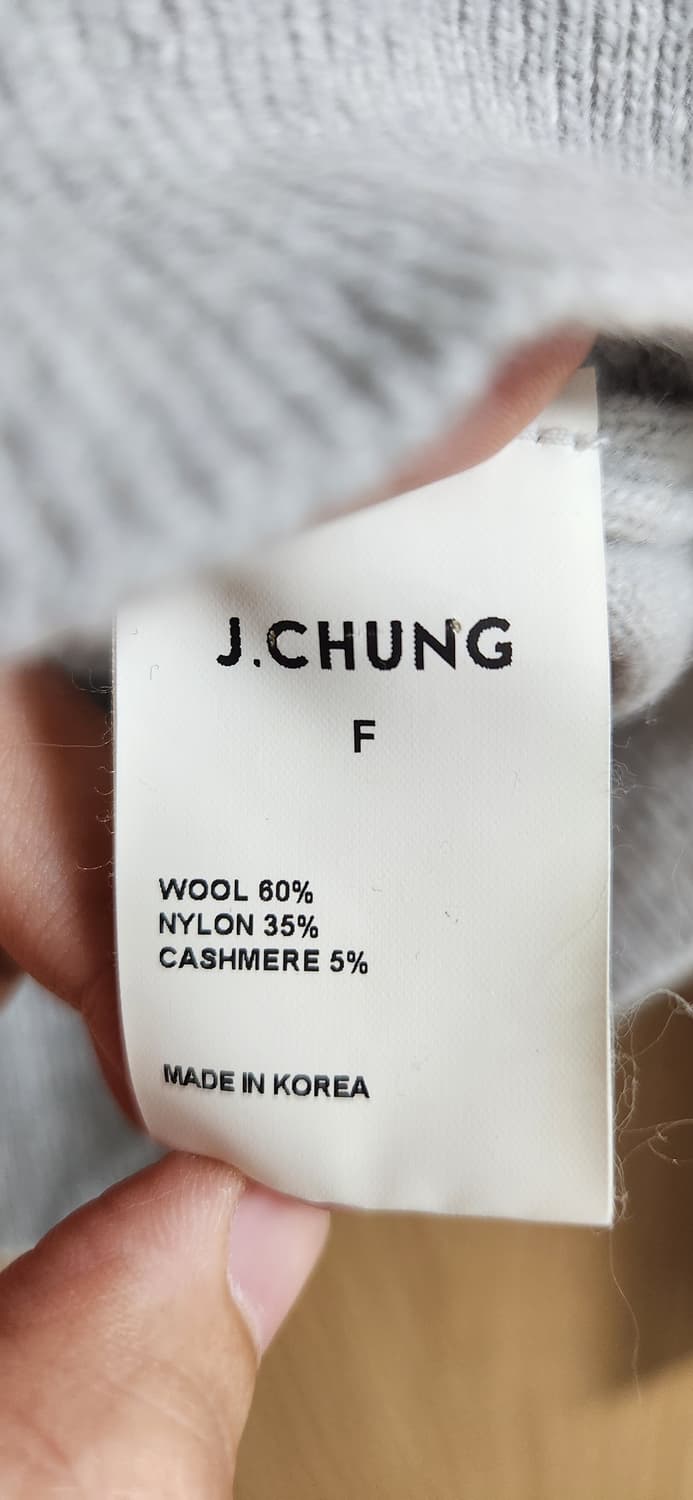 J.CHUNG
F
WOOL 60%
NYLON 35%
CASHMERE 5%
MADE IN KOREA